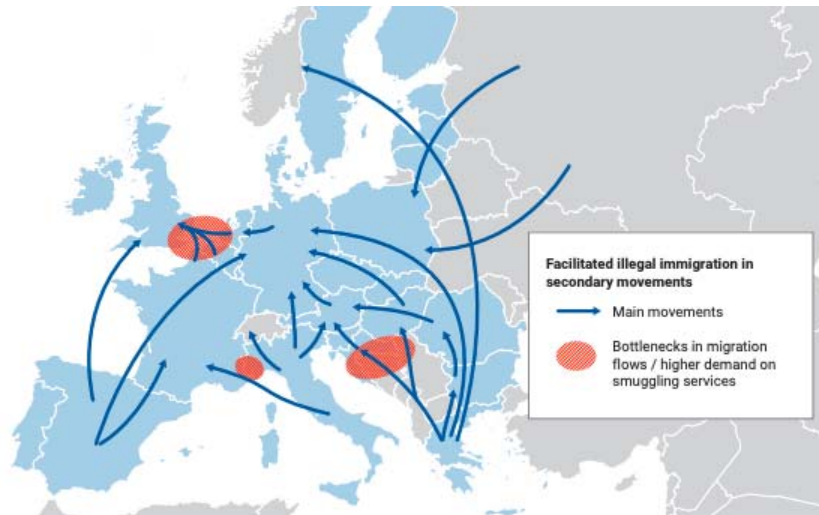 Facilitated illegal immigration in
secondary movements
Main movements
Bottlenecks in migration
flows / higher demand on
smuggling services